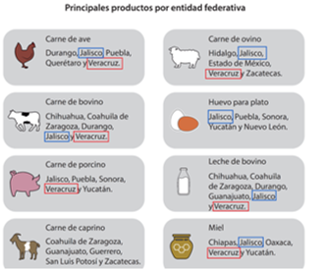 Principales productos por entidad federativa
Carne de ave
Durango, Jalisco, Puebla,
Querétaro y Veracruz.
Carne de ovino
Hidalgo, Jalisco,
Estado de México,
Veracruz y Zacatecas.
Carne de bovino
Chihuahua, Coahuila de
Zaragoza, Durango,
Jalisco y Veracruz.
Huevo para plato
Jalisco, Puebla, Sonora,
Yucatán y Nuevo León.
Carne de porcino
Jalisco, Puebla, Sonora,
Veracruz y Yucatán.
Leche de bovino
Chihuahua, Coahuila
de Zaragoza, Durango,
Guanajuato, Jalisco
y Veracruz.
Carne de caprino
Coahuila de Zaragoza,
Guanajuato, Guerrero,
San Luis Potosí y Zacatecas.
Miel
Chiapas, Jalisco, Oaxaca,
Veracruz y Yucatán.